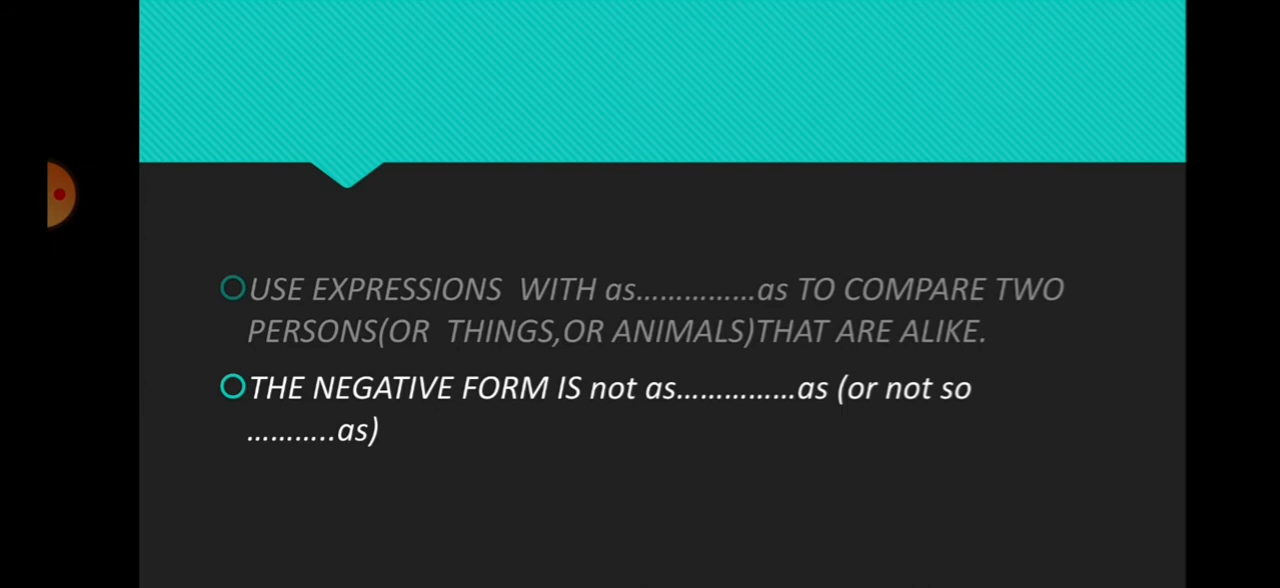 USE EXPRESSIONS WITH as……………as TO COMPARE TWO
PERSONS(OR THINGS,OR ANIMALS)THAT ARE ALIKE.
THE NEGATIVE FORM IS not as……………as (or not so
………..as)